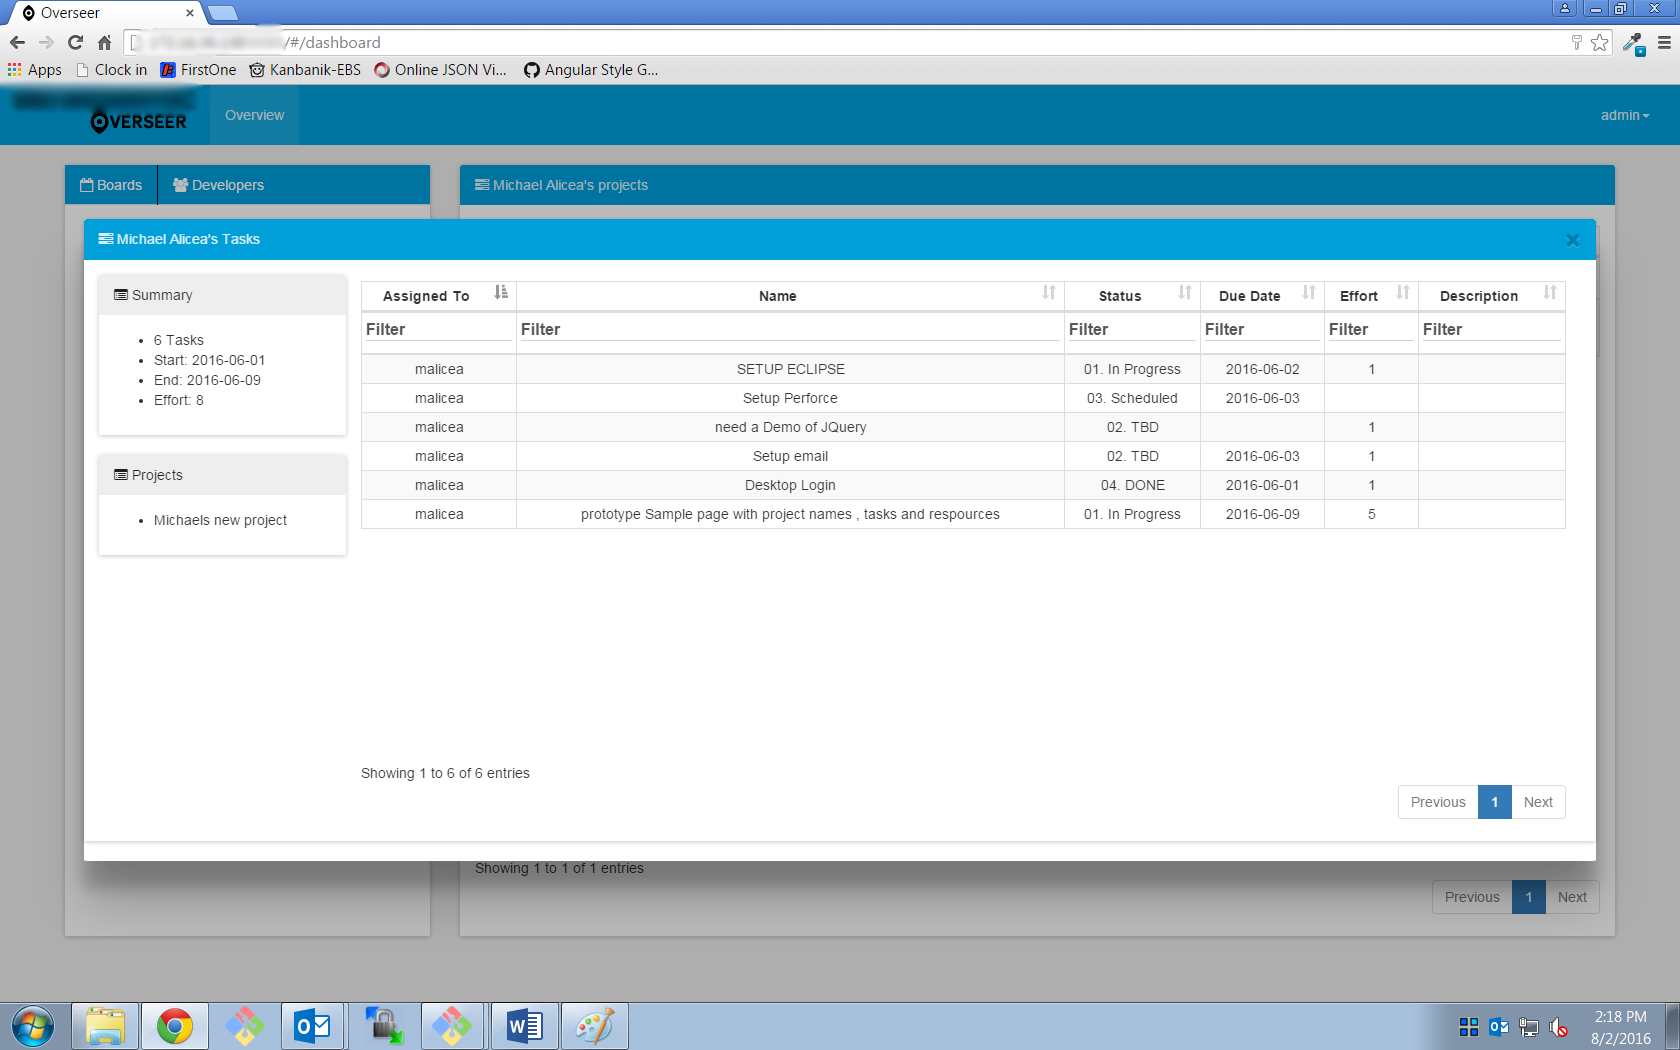 Overseer
/#/dashboard
Apps Clock in FirstOne Kanbanik-EBS Online JSON Vi... Angular Style G...
OVERSEER Overview admin
Boards Developers Michael Alicea's projects
Michael Alicea's Tasks
Summary
6 Tasks
Start: 2016-06-01
End: 2016-06-09
Effort: 8
Projects
Michaels new project
Assigned To Name Status Due Date Effort Description
Filter Filter Filter Filter Filter Filter
malicea SETUP ECLIPSE 01. In Progress 2016-06-02 1
malicea Setup Perforce 03. Scheduled 2016-06-03
malicea need a Demo of JQuery 02. TBD 1
malicea Setup email 02. TBD 2016-06-03 1
malicea Desktop Login 04. DONE 2016-06-01 1
malicea prototype Sample page with project names , tasks and respources 01. In Progress 2016-06-09 5
Showing 1 to 6 of 6 entries
Previous 1 Next
Showing 1 to 1 of 1 entries
Previous 1 Next
2:18 PM
8/2/2016